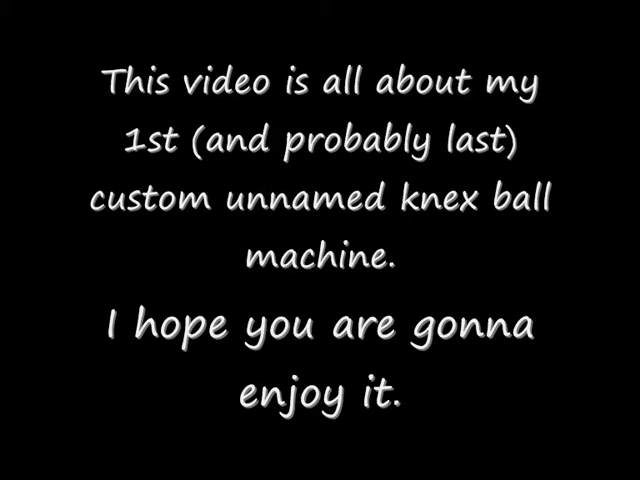 This video is all about my
1st (and probably last)
custom unnamed knex ball
machine.
I hope you are gonna
enjoy it.